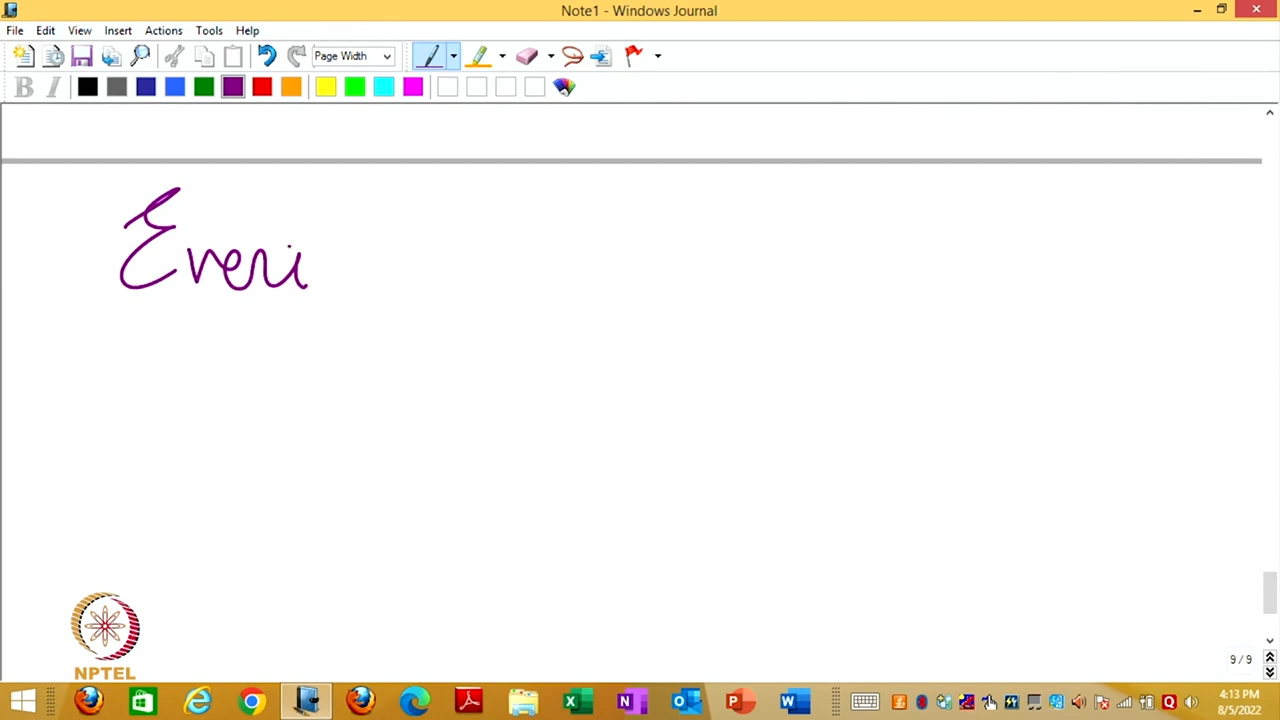 Note1 - Windows Journal
File Edit View Insert Actions Tools Help
Page Width
B I
Everi
9 / 9
NPTEL
4:13 PM
8/5/2022